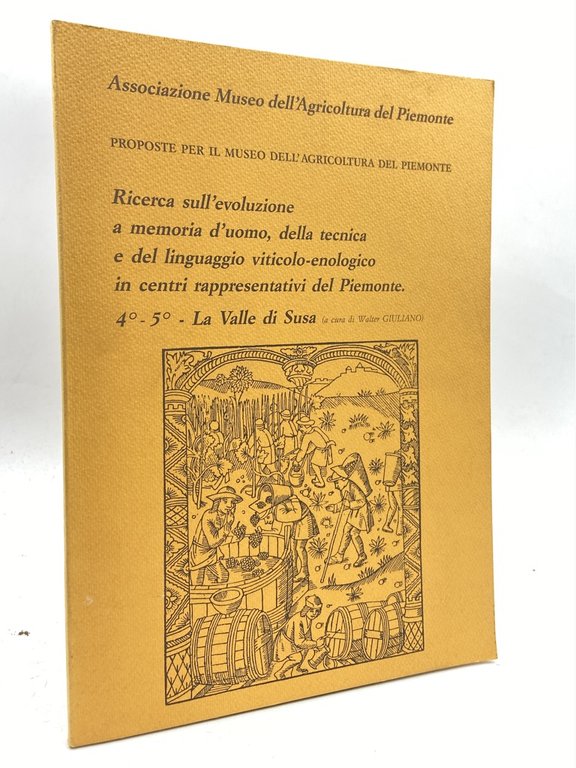 Associazione Museo dell'Agricoltura del Piemonte
PROPOSTE PER IL MUSEO DELL'AGRICOLTURA DEL PIEMONTE
Ricerca sull'evoluzione
a memoria d'uomo, della tecnica
e del linguaggio viticolo-enologico
in centri rappresentativi del Piemonte.
4º - 5º - La Valle di Susa (a cura di Walter GIULIANO)